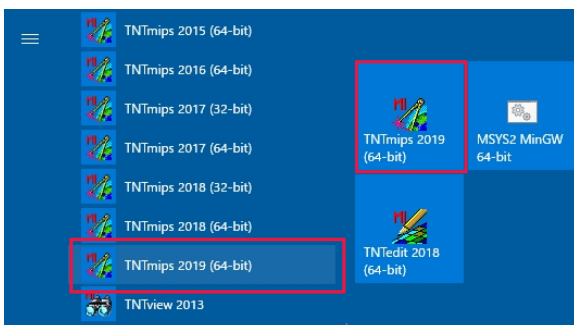 TNTmips 2015 (64-bit)
TNTmips 2016 (64-bit)
TNTmips 2017 (32-bit)
TNTmips 2017 (64-bit)
TNTmips 2018 (32-bit)
TNTmips 2018 (64-bit)
TNTmips 2019 (64-bit)
TNTview 2013
TNTmips 2019
(64-bit)
MSYS2 MinGW
64-bit
TNTedit 2018
(64-bit)